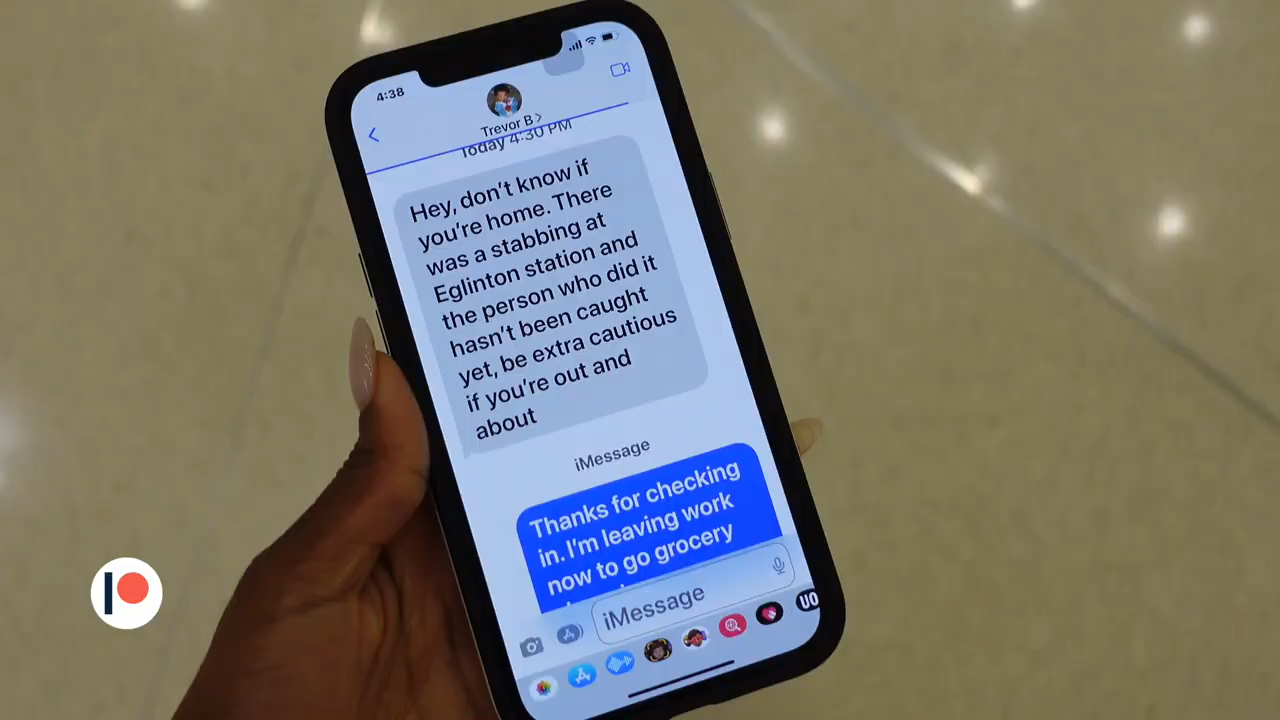 4:38
Trevor B >
Today 4:30 PM
Hey, don't know if
you're home. There
was a stabbing at
Eglinton station and
the person who did it
hasn't been caught
yet, be extra cautious
if you're out and
about
iMessage
Thanks for checking
in. I'm leaving work
now to go grocery
iMessage
UO